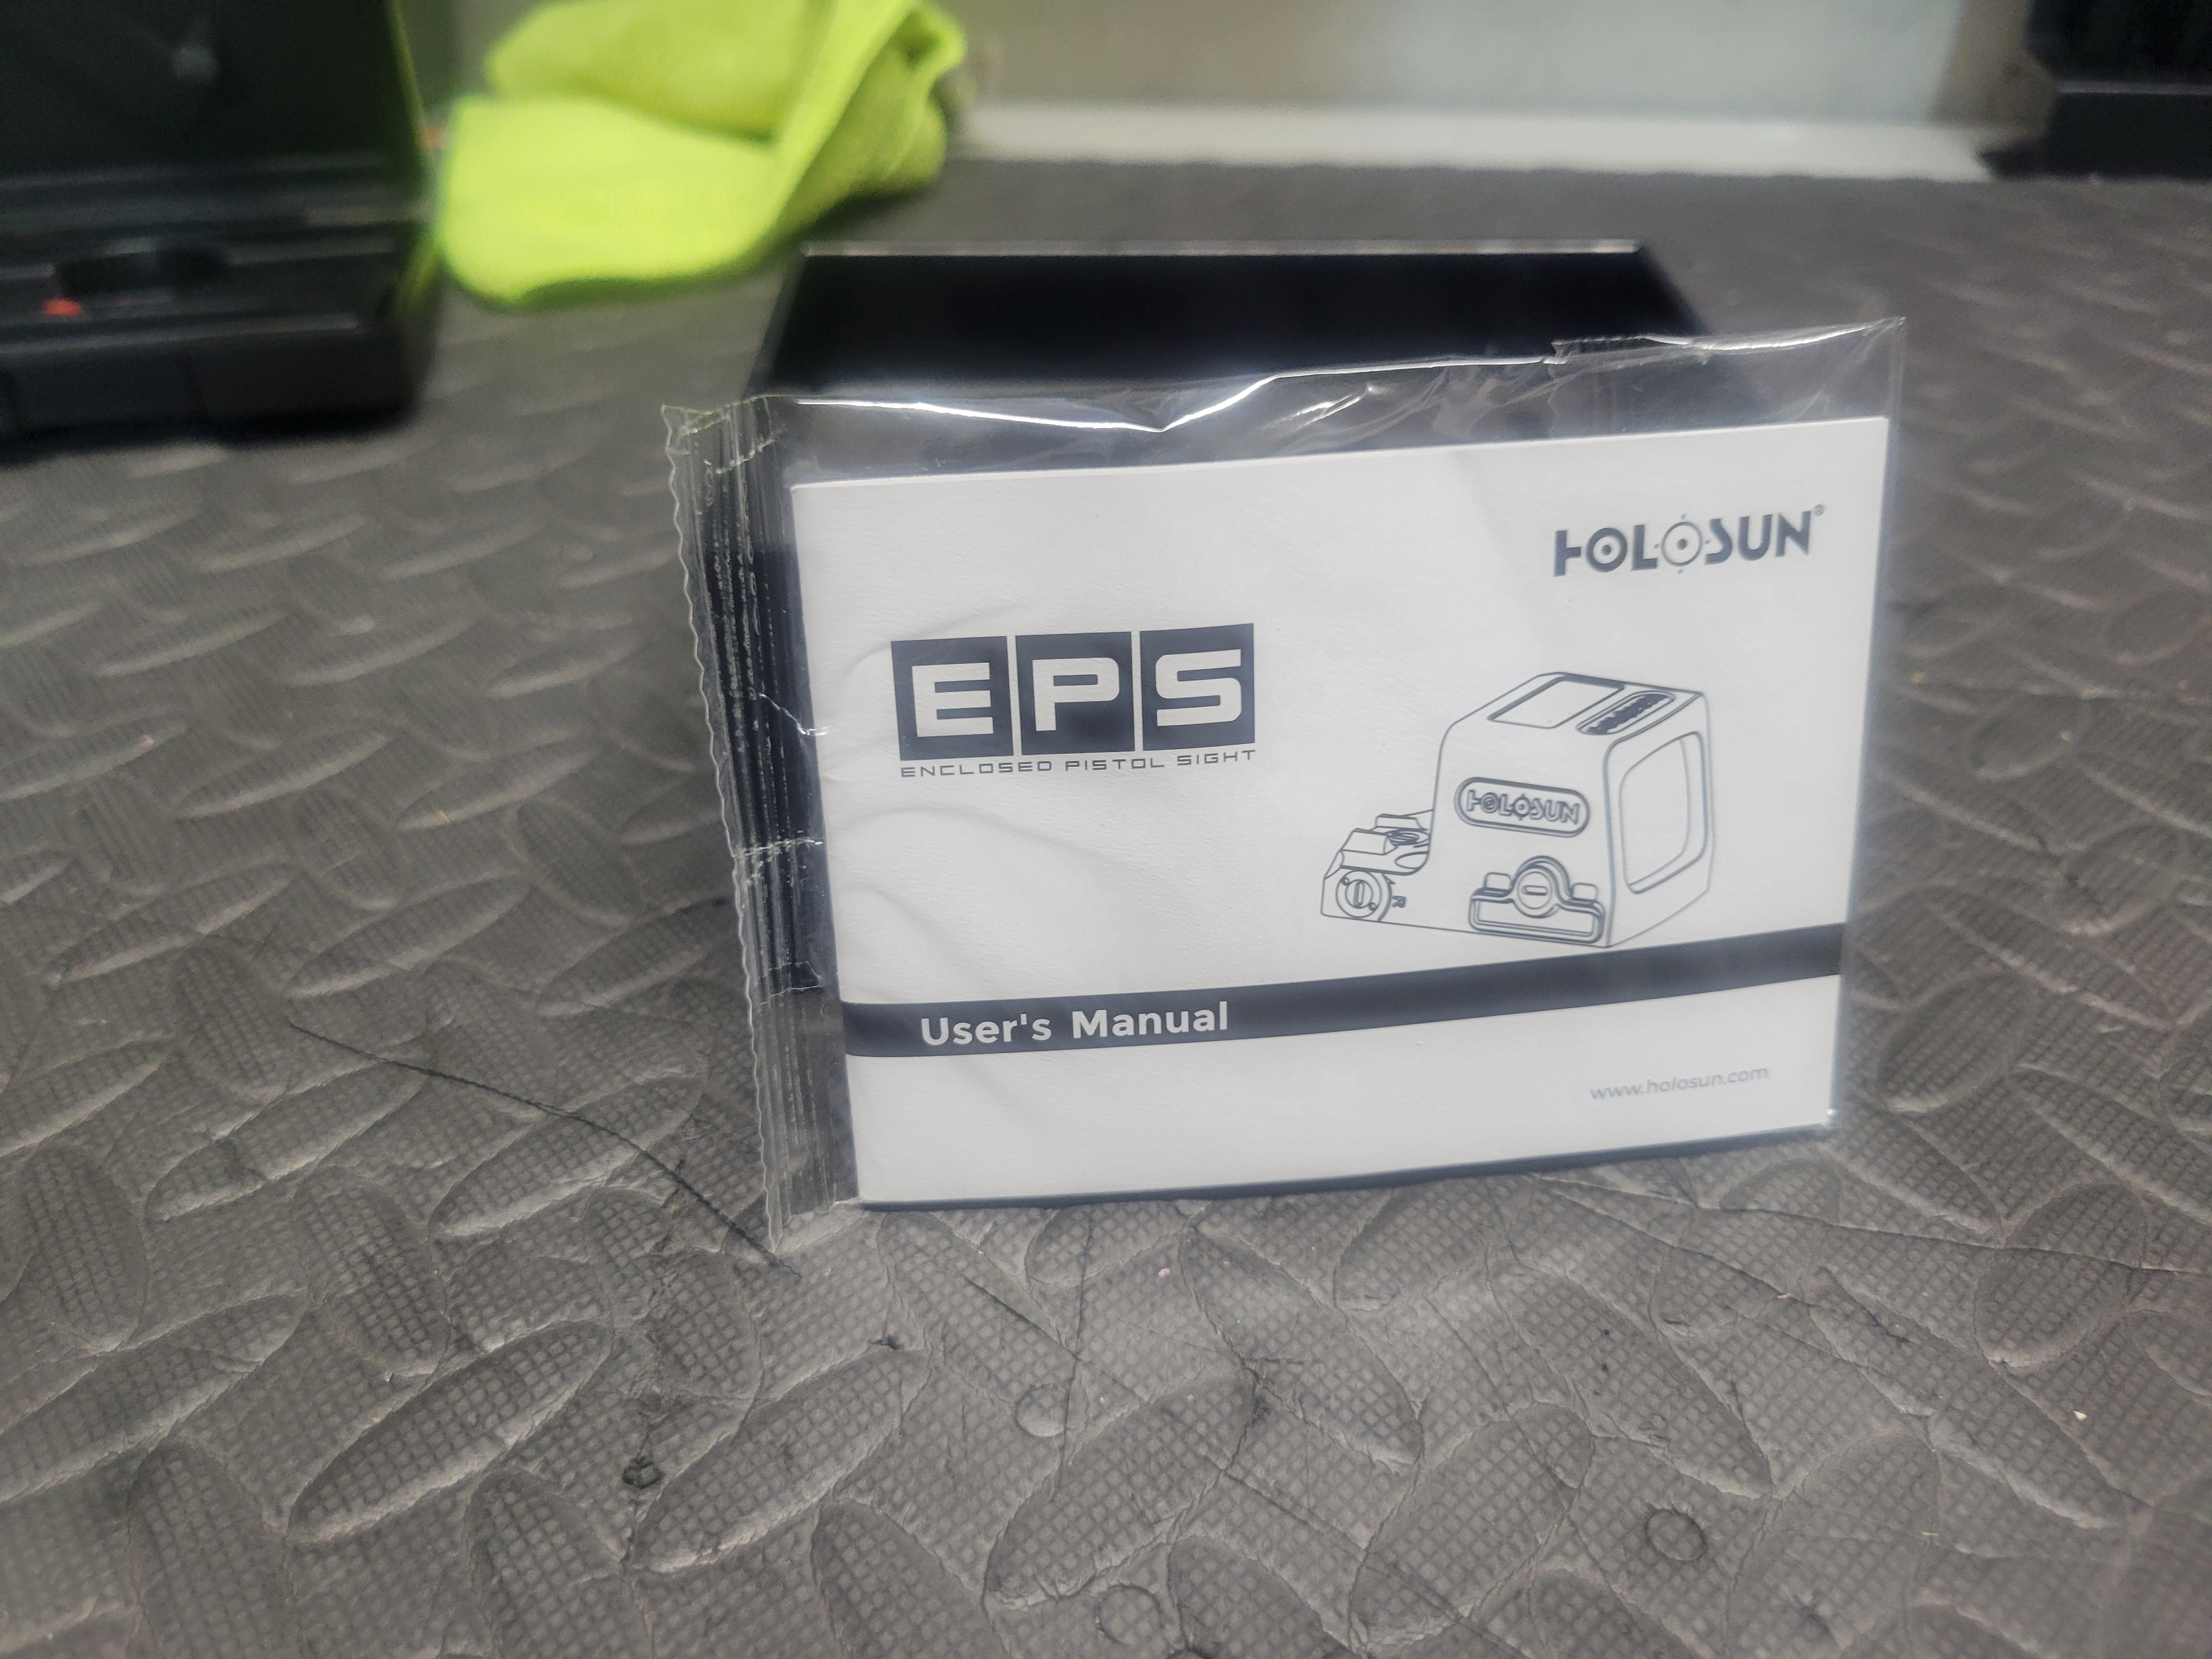 HOLOSUN®
EPS
ENCLOSED PISTOL SIGHT
HOLOSUN
R
User's Manual
www.holosun.com